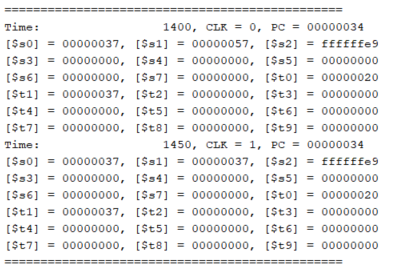 ===============================================
Time:                 1400, CLK = 0, PC = 00000034
[$s0] = 00000037, [$s1] = 00000057, [$s2] = ffffffe9
[$s3] = 00000000, [$s4] = 00000000, [$s5] = 00000000
[$s6] = 00000000, [$s7] = 00000000, [$t0] = 00000020
[$t1] = 00000037, [$t2] = 00000000, [$t3] = 00000000
[$t4] = 00000000, [$t5] = 00000000, [$t6] = 00000000
[$t7] = 00000000, [$t8] = 00000000, [$t9] = 00000000
Time:                 1450, CLK = 1, PC = 00000034
[$s0] = 00000037, [$s1] = 00000037, [$s2] = ffffffe9
[$s3] = 00000000, [$s4] = 00000000, [$s5] = 00000000
[$s6] = 00000000, [$s7] = 00000000, [$t0] = 00000020
[$t1] = 00000037, [$t2] = 00000000, [$t3] = 00000000
[$t4] = 00000000, [$t5] = 00000000, [$t6] = 00000000
[$t7] = 00000000, [$t8] = 00000000, [$t9] = 00000000
===============================================